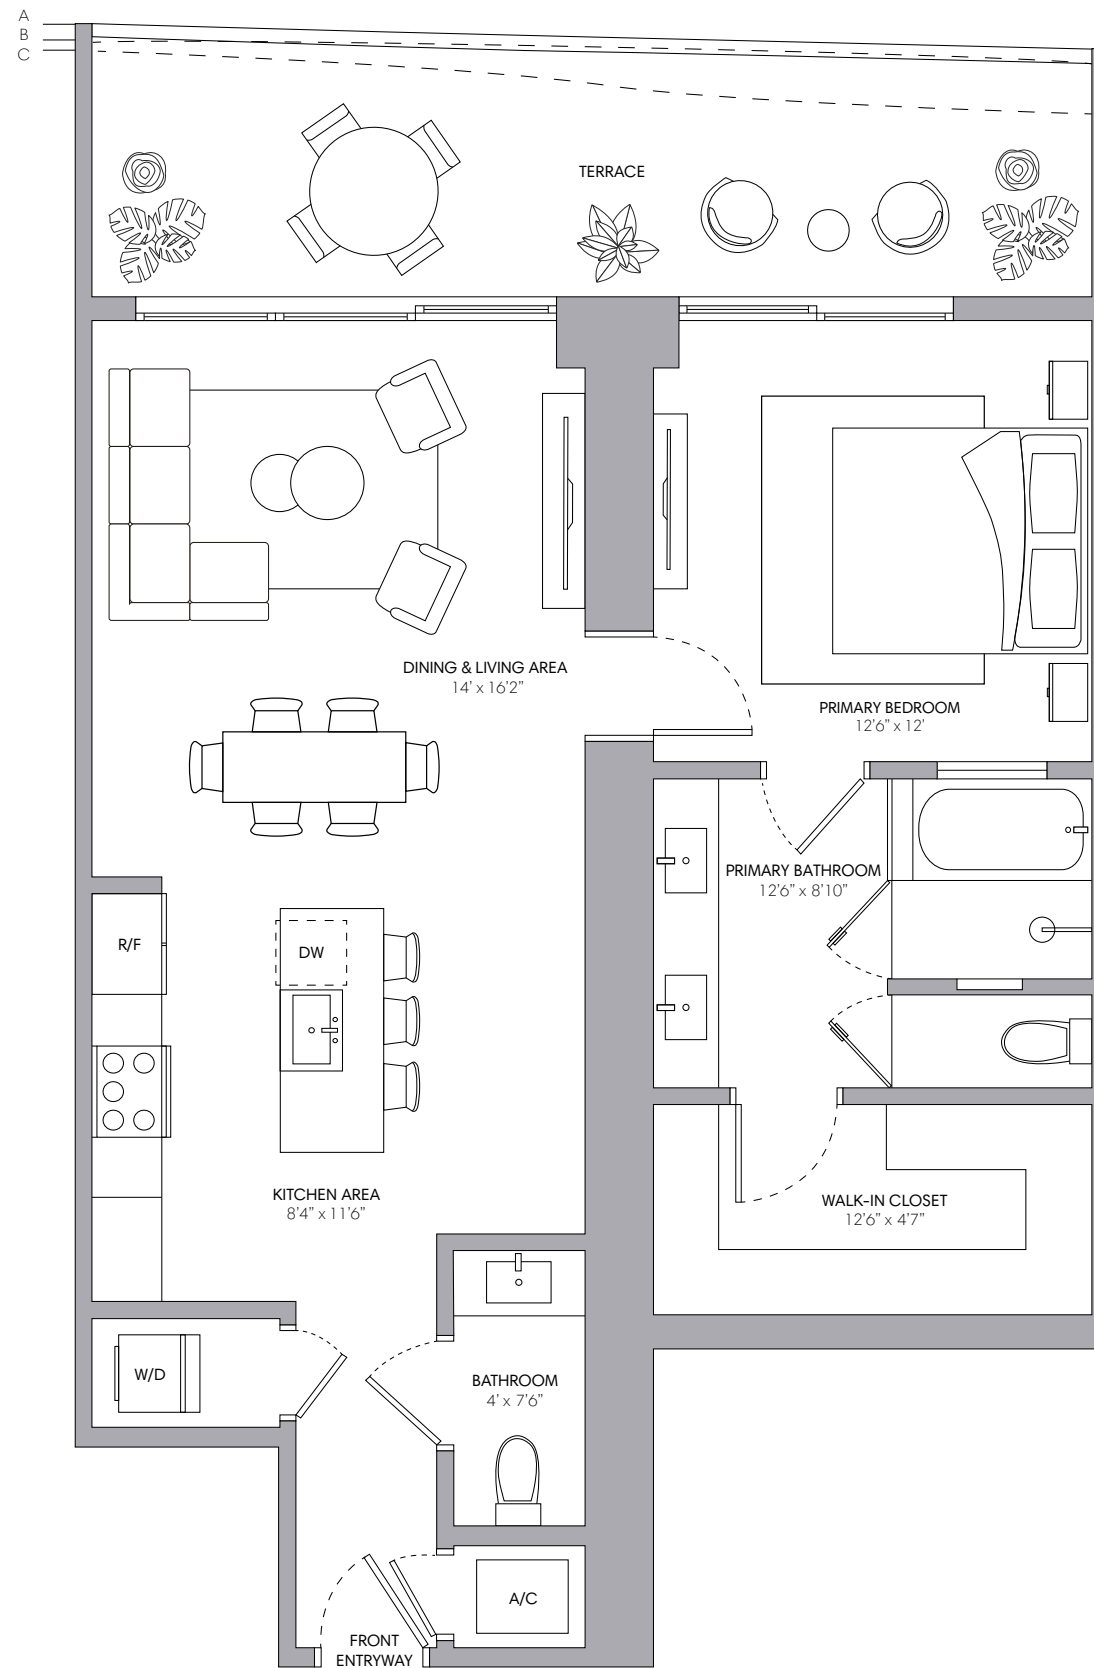 A
B
C
TERRACE
DINING & LIVING AREA
14' x 16'2"
PRIMARY BEDROOM
12'6" x 12'
PRIMARY BATHROOM
12'6" x 8'10"
R/F
DW
KITCHEN AREA
8'4" x 11'6"
WALK-IN CLOSET
12'6" x 4'7"
W/D
BATHROOM
4' x 7'6"
A/C
FRONT
ENTRYWAY